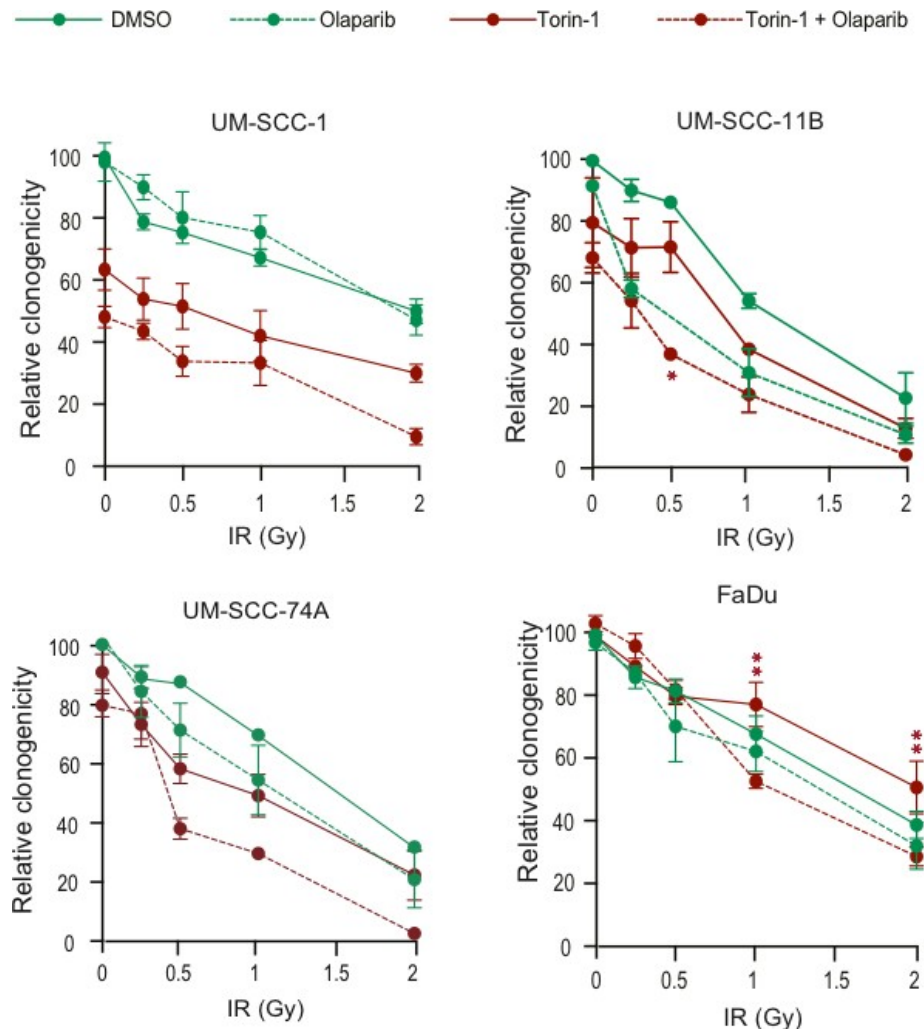 DMSO Olaparib Torin-1 Torin-1 + Olaparib
UM-SCC-1
Relative clonogenicity
100
80
60
40
20
0
0 0.5 1 1.5 2
IR (Gy)
UM-SCC-11B
Relative clonogenicity
100
80
60
40
20
0
*
0 0.5 1 1.5 2
IR (Gy)
UM-SCC-74A
Relative clonogenicity
100
80
60
40
20
0
0 0.5 1 1.5 2
IR (Gy)
FaDu
Relative clonogenicity
100
80
60
40
20
0
**
**
0 0.5 1 1.5 2
IR (Gy)